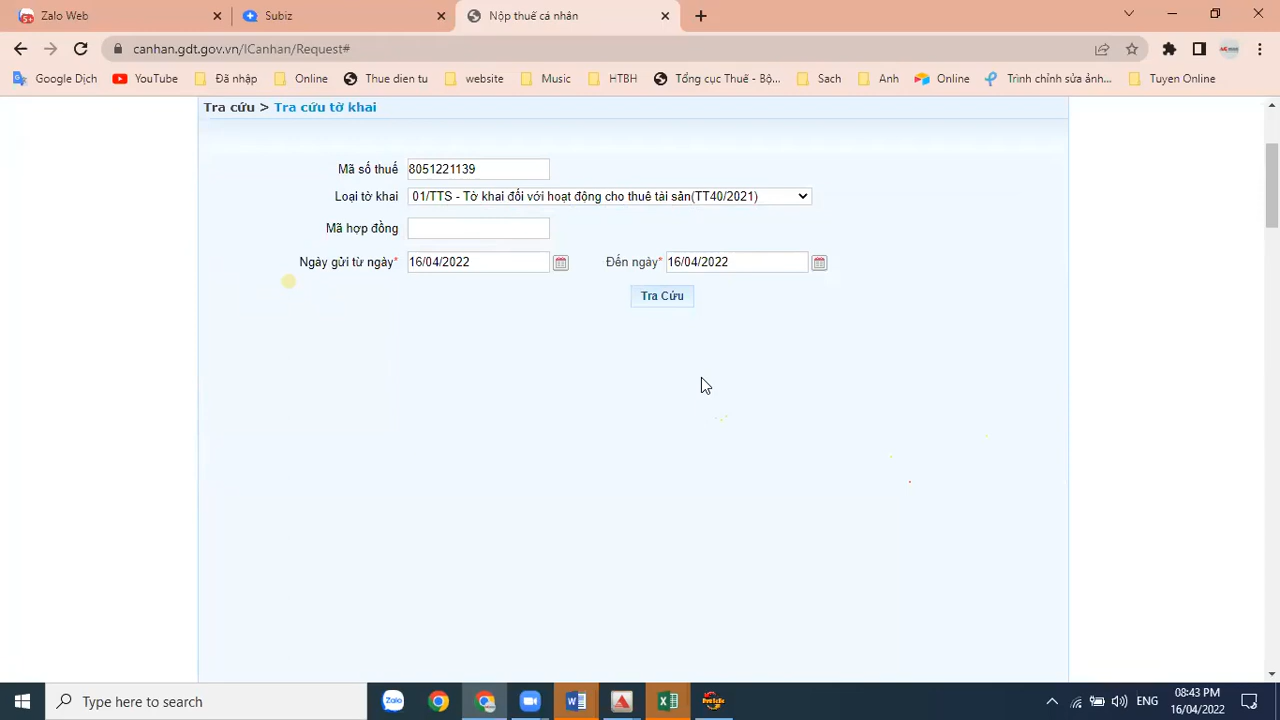 Zalo Web
Subiz
Nộp thuế cá nhân
canhan.gdt.gov.vn/ICanhan/Request#
Google Dịch
YouTube
Đã nhập
Online
Thue dien tu
website
Music
HTBH
Tổng cục Thuế - Bộ...
Sach
Anh
Online
Trình chỉnh sửa ảnh...
Tuyen Online
Tra cứu > Tra cứu tờ khai
Mã số thuế 8051221139
Loại tờ khai 01/TTS - Tờ khai đối với hoạt động cho thuê tài sản(TT40/2021)
Mã hợp đồng
Ngày gửi từ ngày* 16/04/2022 Đến ngày* 16/04/2022
Tra Cứu
Type here to search
Zalo
ENG
08:43 PM
16/04/2022